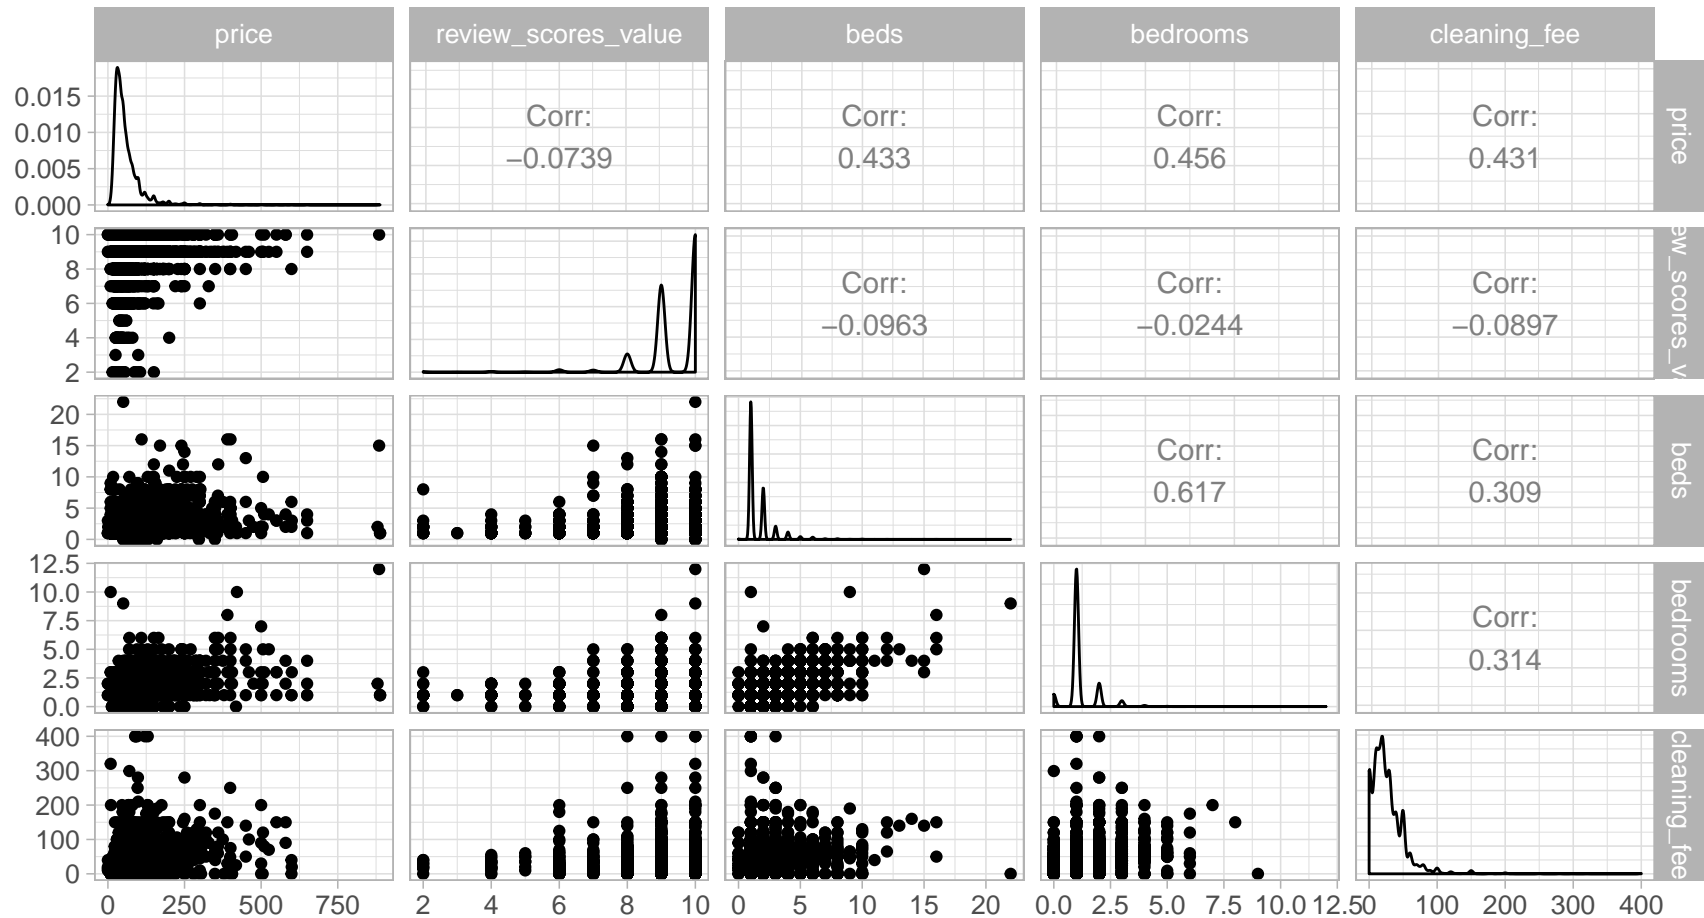 price review_scores_value beds bedrooms cleaning_fee
0.015
0.010
0.005
0.000
Corr:
−0.0739
Corr:
0.433
Corr:
0.456
Corr:
0.431
price
10
8
6
4
2
Corr:
−0.0963
Corr:
−0.0244
Corr:
−0.0897
ew_scores_v
20
15
10
5
0
Corr:
0.617
Corr:
0.309
beds
12.5
10.0
7.5
5.0
2.5
0.0
Corr:
0.314
bedrooms
400
300
200
100
0
cleaning_fee
0 250 500 750 2 4 6 8 10 0 5 10 15 20 0.0 2.5 5.0 7.5 10.0 12.5 0 100 200 300 400